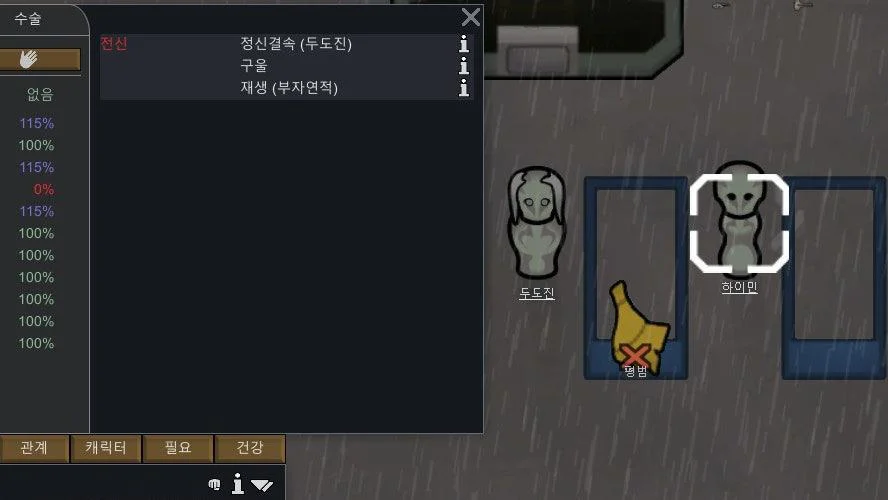 수술
전신 정신결속 (두도진)
구울
재생 (부자연적)
없음
115%
100%
115%
0%
115%
100%
100%
100%
100%
100%
100%
두도진
하이민
평범
관계 캐릭터 필요 건강